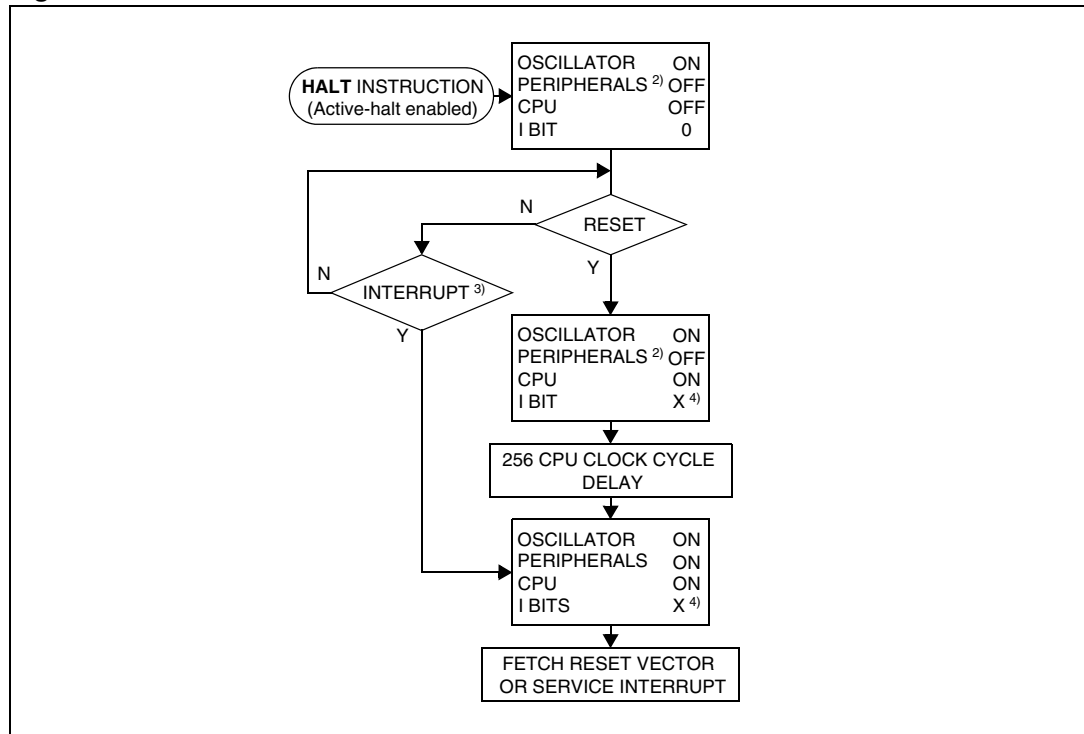 HALT INSTRUCTION
(Active-halt enabled)
OSCILLATOR ON
PERIPHERALS 2) OFF
CPU OFF
I BIT 0
N
RESET
Y
N
INTERRUPT 3)
Y
OSCILLATOR ON
PERIPHERALS 2) OFF
CPU ON
I BIT X 4)
256 CPU CLOCK CYCLE
DELAY
OSCILLATOR ON
PERIPHERALS ON
CPU ON
I BITS X 4)
FETCH RESET VECTOR
OR SERVICE INTERRUPT